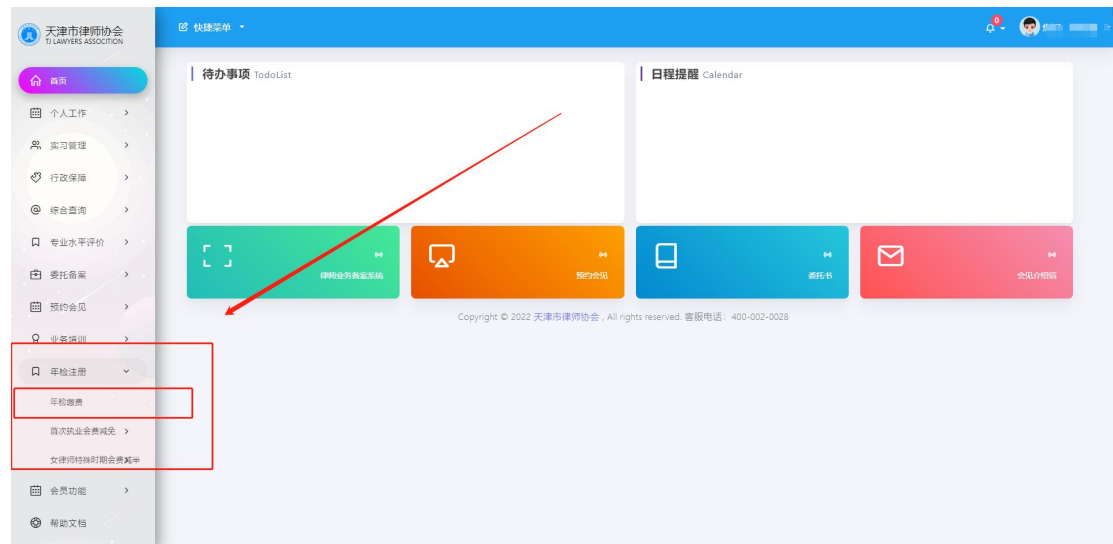 天津市律师协会
TJ LAWYERS ASSOCITION
快捷菜单
0
首页
个人工作
实习管理
行政保障
综合查询
专业水平评价
委托备案
预约会见
业务培训
年检注册
年检缴费
首次执业会费减免
女律师特殊时期会费减半
会员功能
帮助文档
待办事项 TodoList
日程提醒 Calendar
律师业务备案系统
预约会见
委托书
会见介绍信
Copyright © 2022 天津市律师协会 , All rights reserved. 客服电话: 400-002-0028